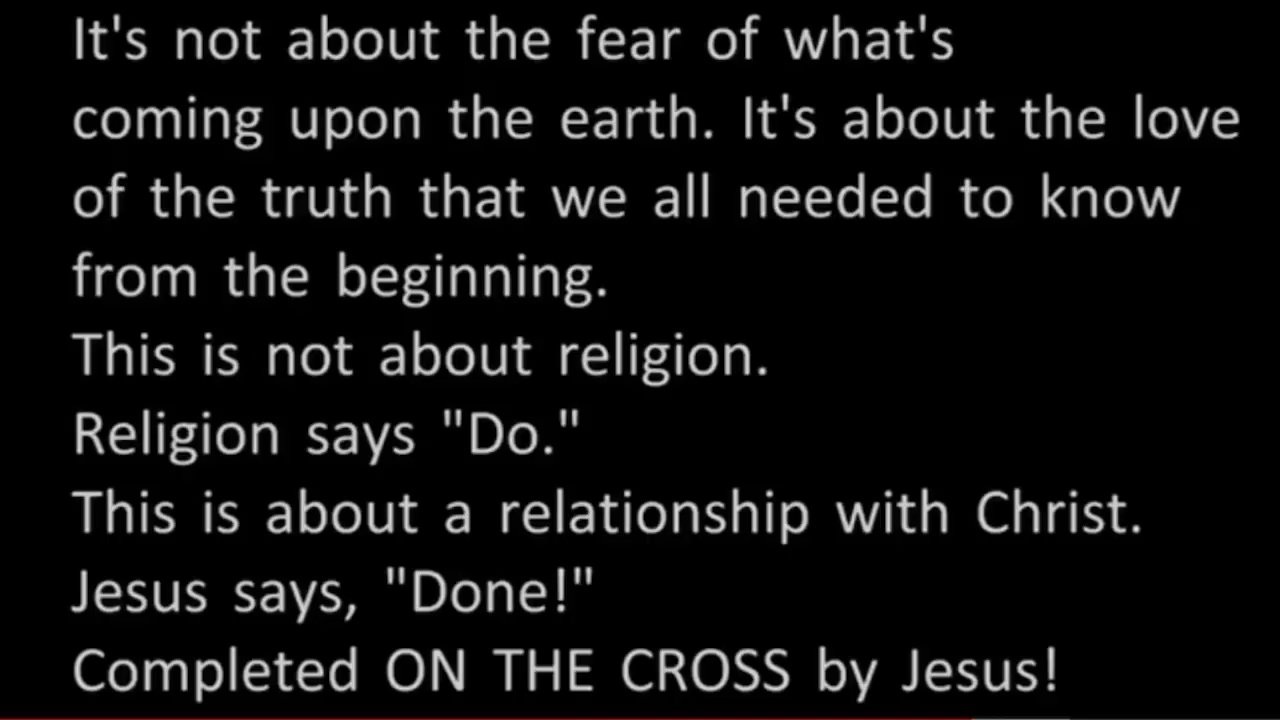 It's not about the fear of what's
coming upon the earth. It's about the love
of the truth that we all needed to know
from the beginning.
This is not about religion.
Religion says "Do."
This is about a relationship with Christ.
Jesus says, "Done!"
Completed ON THE CROSS by Jesus!